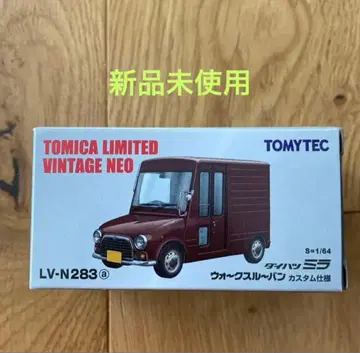 新品未使用
TOMICA LIMITED
VINTAGE NEO
TOMYTEC
S=1/64
ダイハツ ミラ
LV-N283ⓐ
ウォークスルーバン カスタム仕様